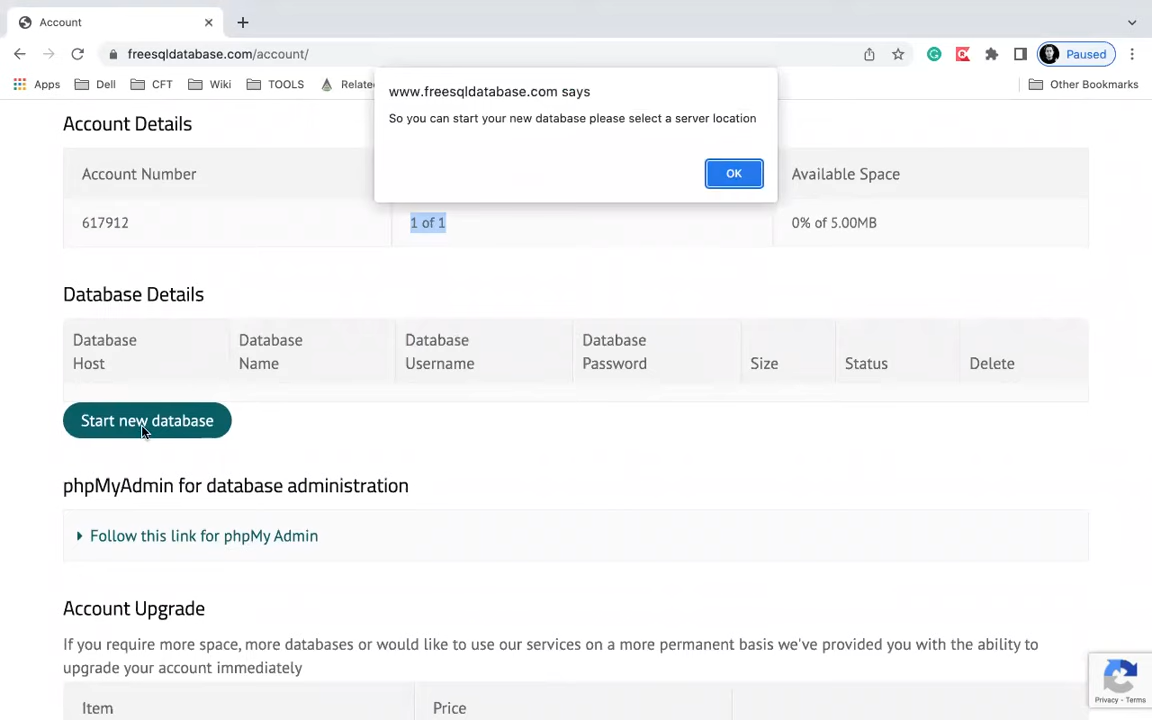 Account
freesqldatabase.com/account/
Paused
Apps
Dell
CFT
Wiki
TOOLS
Other Bookmarks
www.freesqldatabase.com says
So you can start your new database please select a server location
OK
Account Details
Account Number
Available Space
617912
1 of 1
0% of 5.00MB
Database Details
Database Host
Database Name
Database Username
Database Password
Size
Status
Delete
Start new database
phpMyAdmin for database administration
Follow this link for phpMy Admin
Account Upgrade
If you require more space, more databases or would like to use our services on a more permanent basis we've provided you with the ability to
upgrade your account immediately
Item
Price
Privacy - Terms